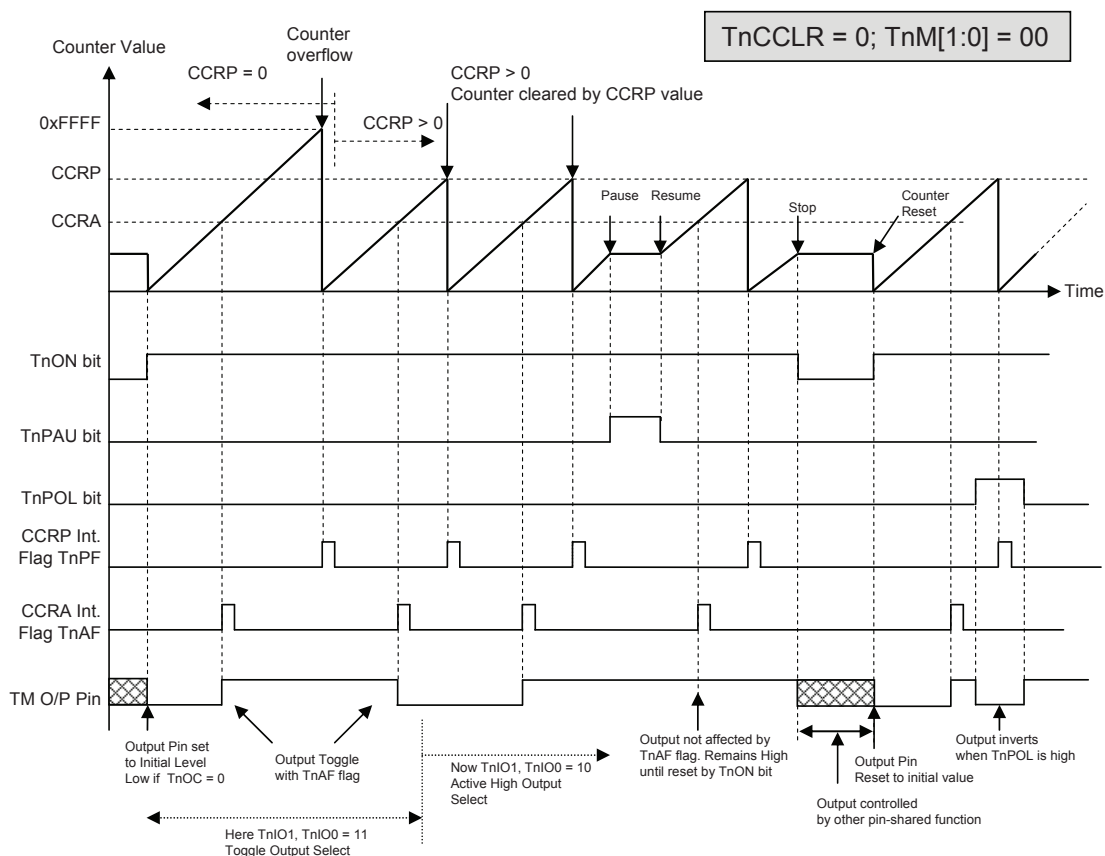 TnCCLR = 0; TnM[1:0] = 00
Counter Value
Counter
overflow
CCRP = 0
CCRP > 0
CCRP > 0
Counter cleared by CCRP value
0xFFFF
CCRP
CCRA
Pause
Resume
Stop
Counter
Reset
Time
TnON bit
TnPAU bit
TnPOL bit
CCRP Int.
Flag TnPF
CCRA Int.
Flag TnAF
TM O/P Pin
Output Pin set
to Initial Level
Low if TnOC = 0
Output Toggle
with TnAF flag
Now TnIO1, TnIO0 = 10
Active High Output
Select
Here TnIO1, TnIO0 = 11
Toggle Output Select
Output not affected by
TnAF flag. Remains High
until reset by TnON bit
Output Pin
Reset to initial value
Output controlled
by other pin-shared function
Output inverts
when TnPOL is high